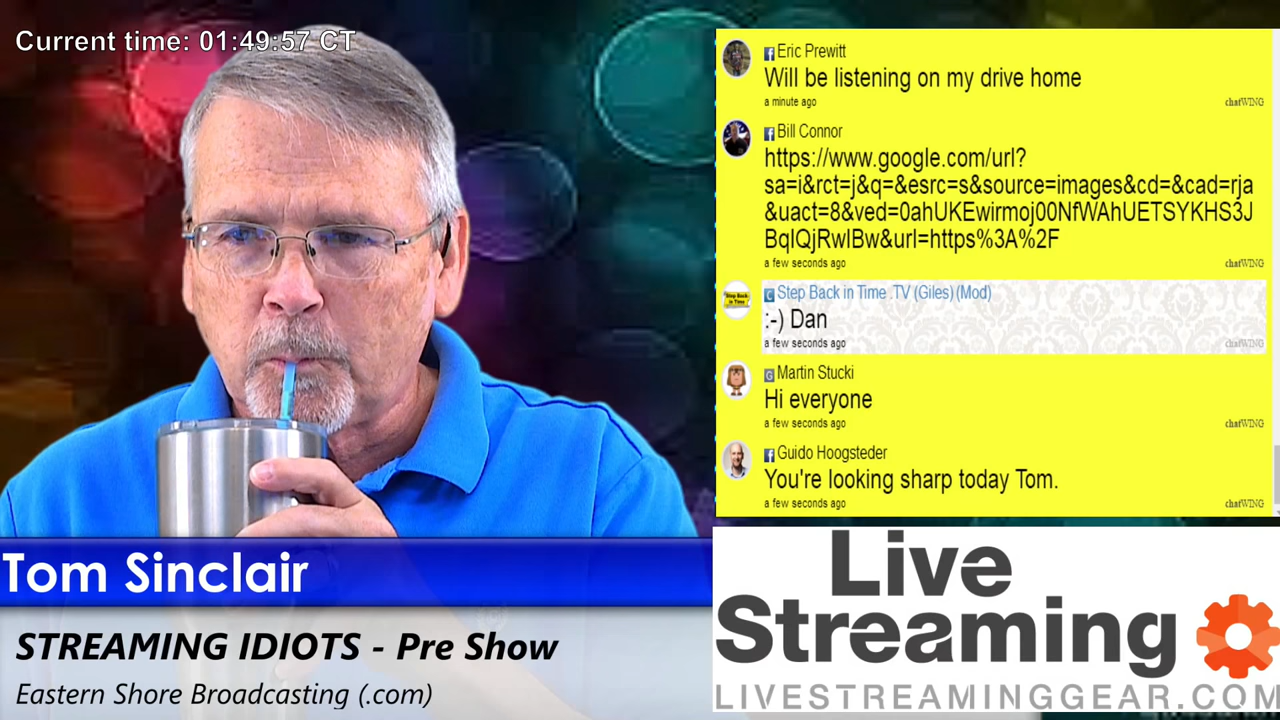 Current time: 01:49:57 CT
Eric Prewitt
Will be listening on my drive home
a minute ago
chatWING
Bill Connor
https://www.google.com/url?
sa=i&rct=j&q=&esrc=s&source=images&cd=&cad=rja
&uact=8&ved=0ahUKEwirmoj00NfWAhUETSYKHS3J
BqIQjRwIBw&url=https%3A%2F
a few seconds ago
chatWING
Step Back in Time .TV (Giles) (Mod)
:-) Dan
a few seconds ago
chatWING
Martin Stucki
Hi everyone
a few seconds ago
chatWING
Guido Hoogsteder
You're looking sharp today Tom.
a few seconds ago
chatWING
Tom Sinclair
STREAMING IDIOTS - Pre Show
Eastern Shore Broadcasting (.com)
Live
Streaming
LIVESTREAMINGGEAR.COM